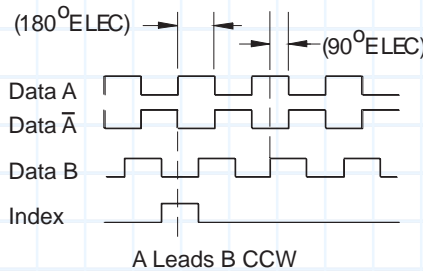 (180°ELEC)
(90°ELEC)
Data A
Data A̅
Data B
Index
A Leads B CCW